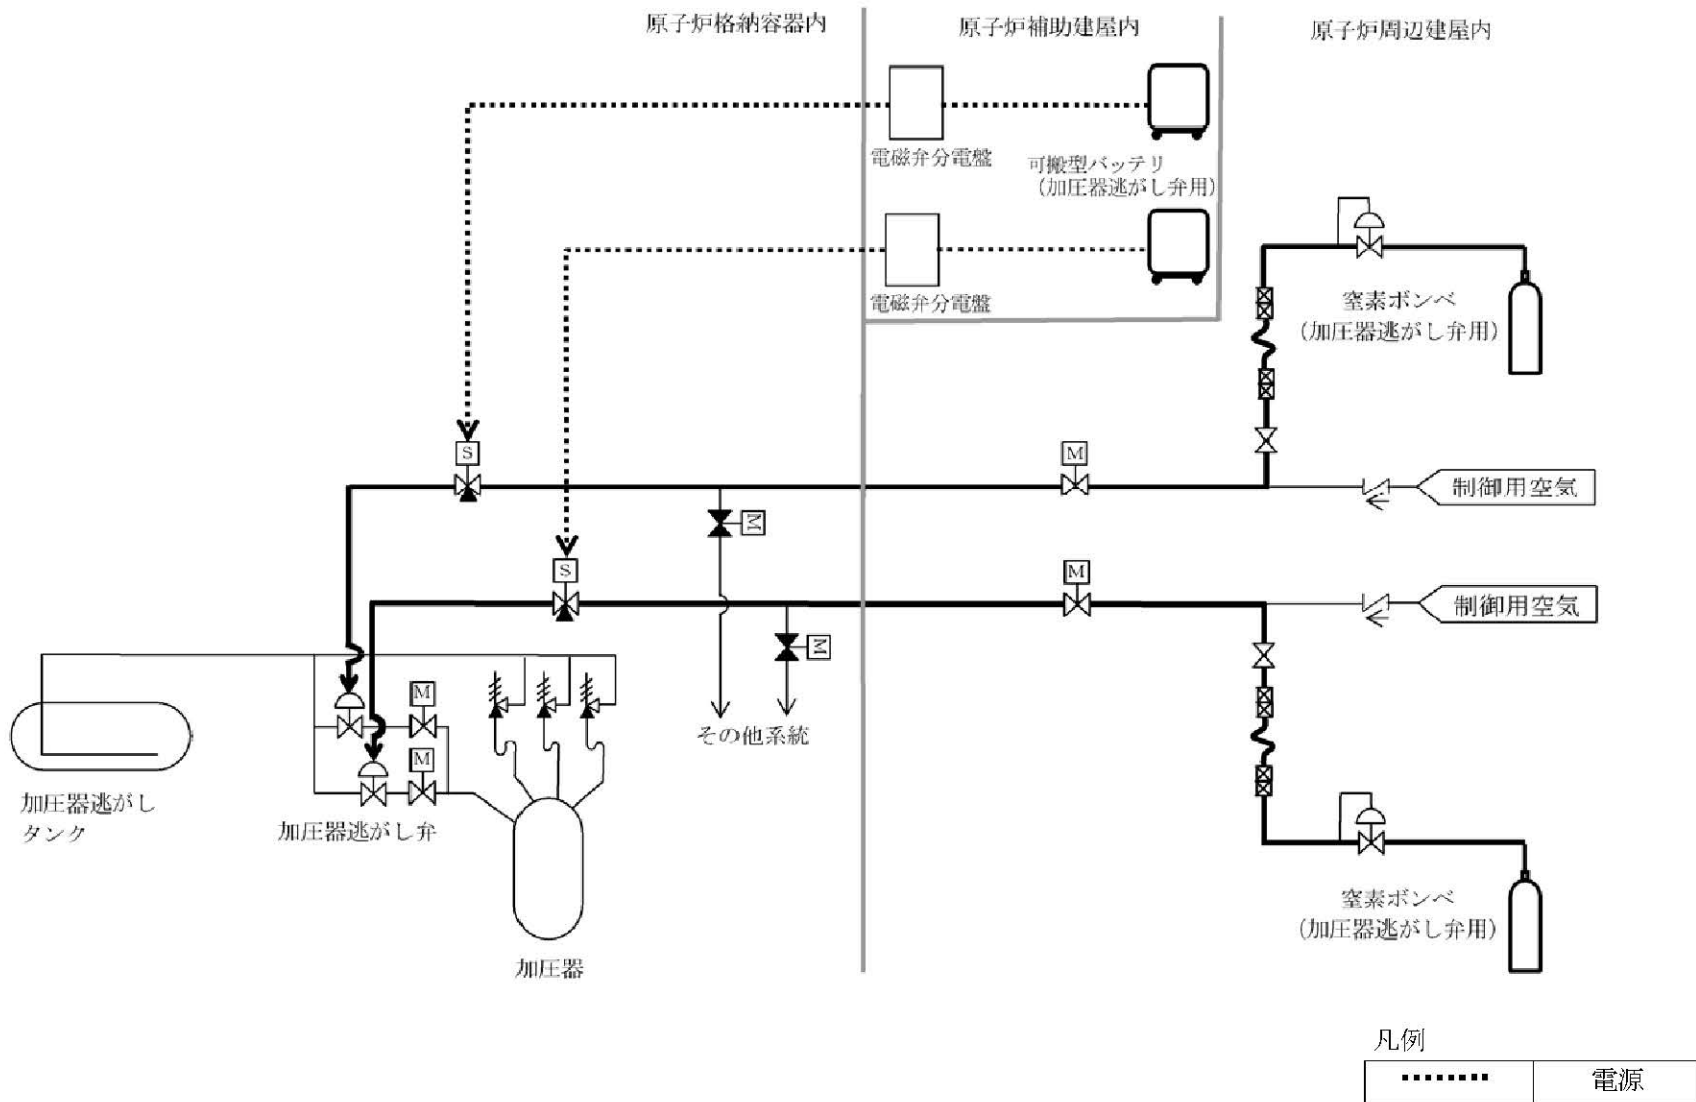 原子炉格納容器内
原子炉補助建屋内
原子炉周辺建屋内
電磁弁分電盤
可搬型バッテリ
（加圧器逃がし弁用）
電磁弁分電盤
窒素ボンベ
（加圧器逃がし弁用）
S
M
制御用空気
M
S
M
制御用空気
M
M
その他系統
M
加圧器逃がし
タンク
加圧器逃がし弁
加圧器
窒素ボンベ
（加圧器逃がし弁用）
凡例
電源